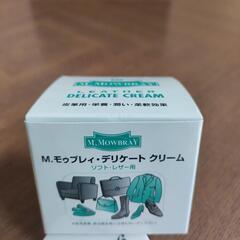 M.MOWBRAY
LEATHER
DELICATE CREAM
皮革用・栄養・潤い・柔軟効果
M.MOWBRAY
M.モゥブレィ・デリケート クリーム
ソフト・レザー用